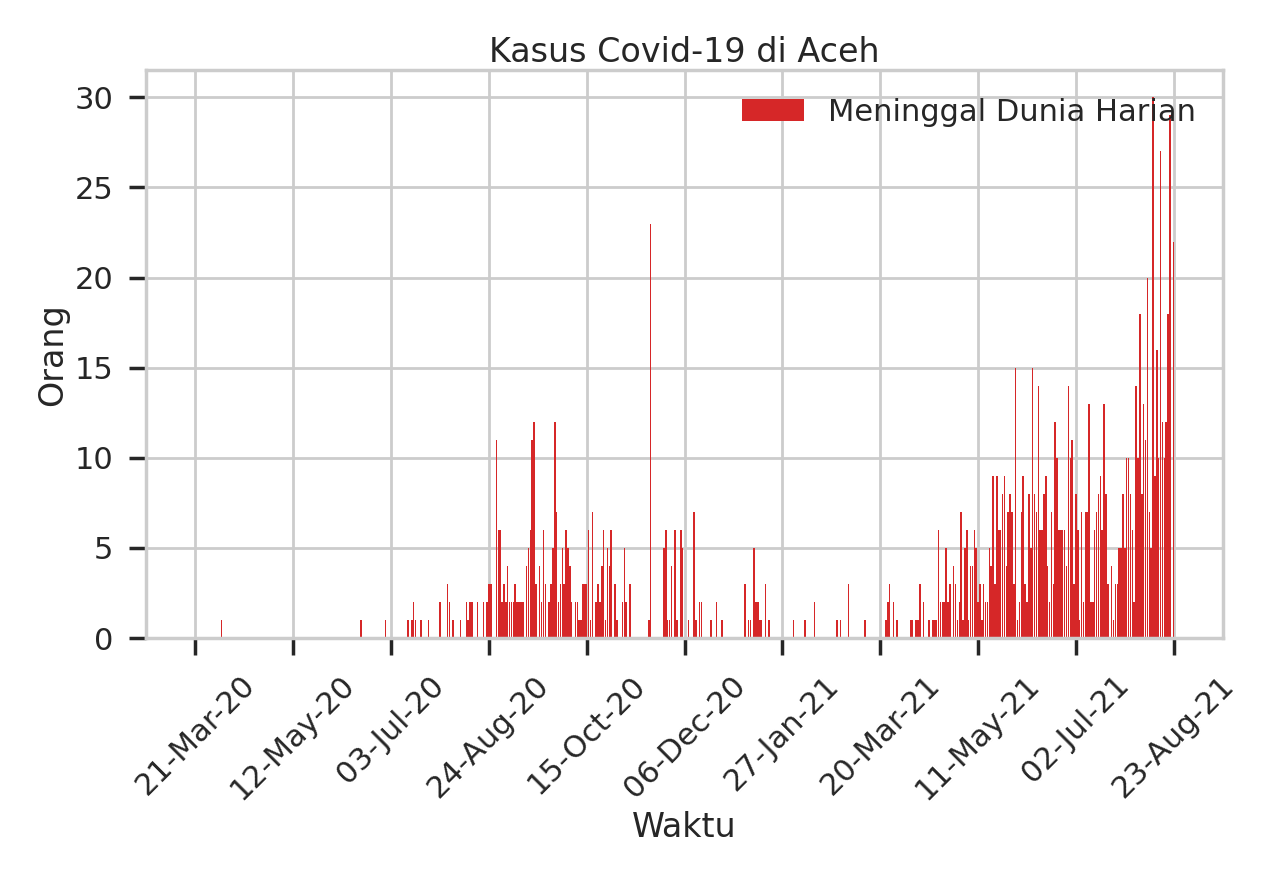 Kasus Covid-19 di Aceh
Meninggal Dunia Harian
30
25
20
15
10
5
0
Orang
21-Mar-20
12-May-20
03-Jul-20
24-Aug-20
15-Oct-20
06-Dec-20
27-Jan-21
20-Mar-21
11-May-21
02-Jul-21
23-Aug-21
Waktu